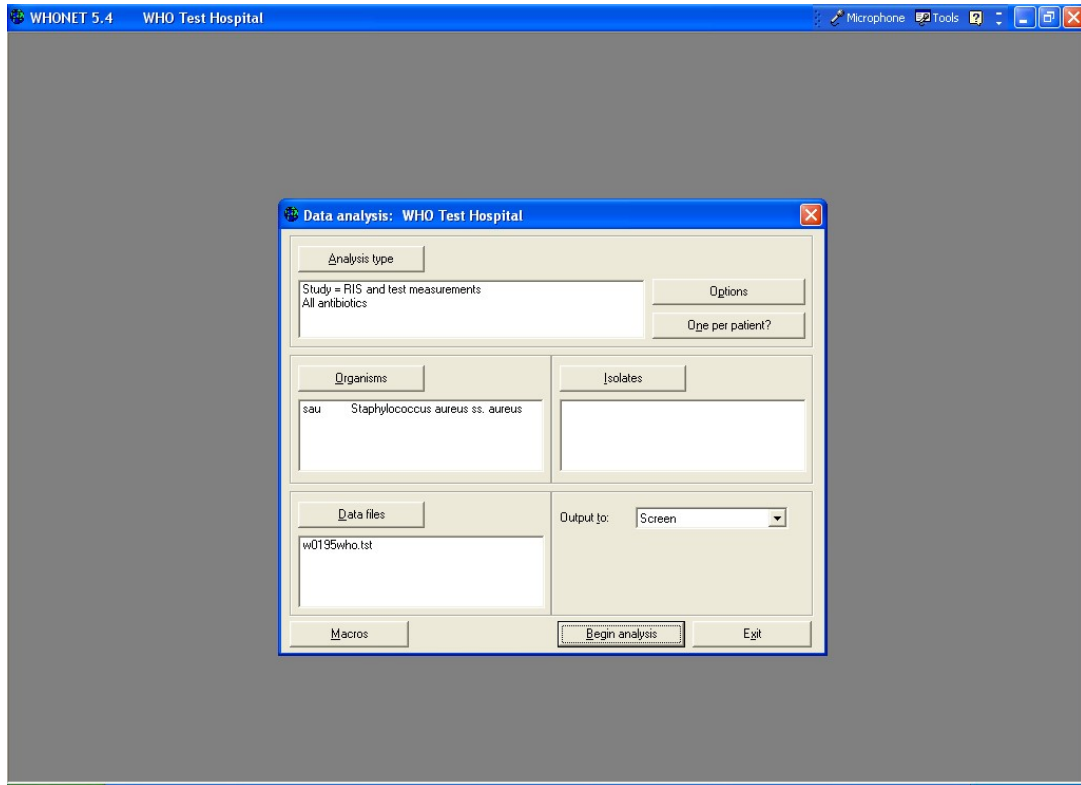 WHONET 5.4 WHO Test Hospital
Microphone Tools
Data analysis: WHO Test Hospital
Analysis type
Study = RIS and test measurements
All antibiotics
Options
One per patient?
Organisms
sau Staphylococcus aureus ss. aureus
Isolates
Data files
w0195who.tst
Output to: Screen
Macros
Begin analysis
Exit